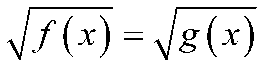 √f(x) = √g(x)